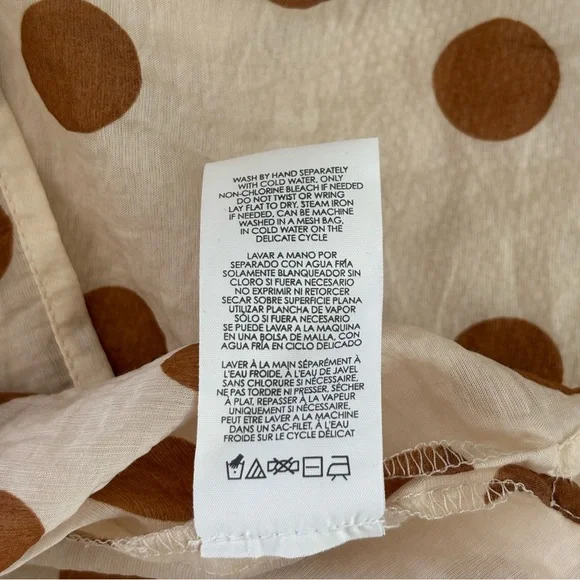 WASH BY HAND SEPARATELY
WITH COLD WATER, ONLY
NON-CHLORINE BLEACH IF NEEDED
DO NOT TWIST OR WRING
LAY FLAT TO DRY, STEAM IRON
IF NEEDED, CAN BE MACHINE
WASHED IN A MESH BAG,
IN COLD WATER ON THE
DELICATE CYCLE
LAVAR A MANO POR
SEPARADO CON AGUA FRÍA
SOLAMENTE BLANQUEADOR SIN
CLORO SI FUERA NECESARIO
NO EXPRIMIR NI RETORCER
SECAR SOBRE SUPERFICIE PLANA
UTILIZAR PLANCHA DE VAPOR
SÓLO SI FUERA NECESARIO
SE PUEDE LAVAR A LA MAQUINA
EN UNA BOLSA DE MALLA, CON
AGUA FRÍA EN CICLO DELICADO
LAVER À LA MAIN SÉPARÉMENT À
L'EAU FROIDE, À L'EAU DE JAVEL
SANS CHLORURE SI NÉCESSAIRE,
NE PAS TORDRE NI PRESSER, SÉCHER
À PLAT, REPASSER À LA VAPEUR
UNIQUEMENT SI NÉCESSAIRE,
PEUT ÊTRE LAVER A LA MACHINE
DANS UN SAC-FILET, À L'EAU
FROIDE SUR LE CYCLE DÉLICAT